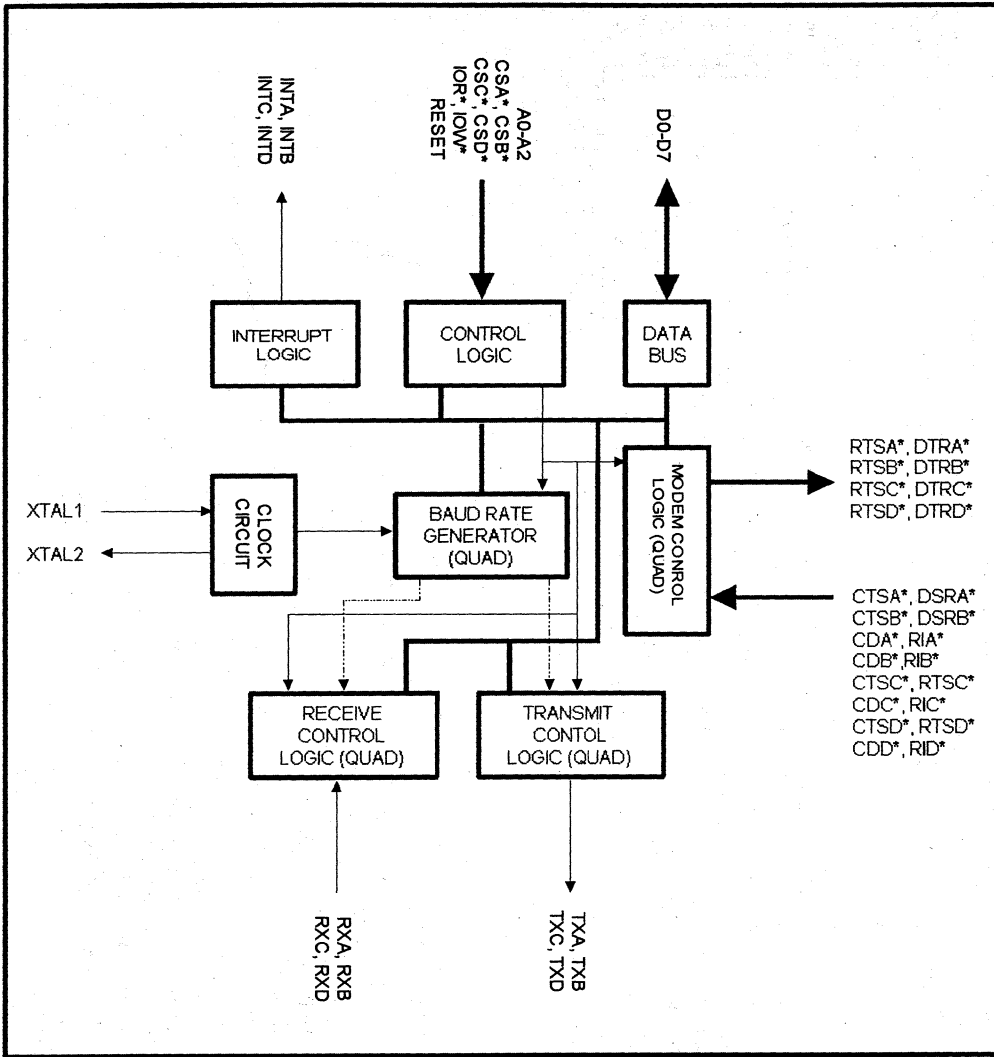 INTA, INTB
INTC, INTD
A0-A2
CSA*, CSB*
CSC*, CSD*
IOR*, IOW*
RESET
D0-D7
INTERRUPT
LOGIC
CONTROL
LOGIC
DATA
BUS
XTAL1
XTAL2
CLOCK
CIRCUIT
BAUD RATE
GENERATOR
(QUAD)
MODEM CONROL
LOGIC (QUAD)
RTSA*, DTRA*
RTSB*, DTRB*
RTSC*, DTRC*
RTSD*, DTRD*
CTSA*, DSRA*
CTSB*, DSRB*
CDA*, RIA*
CDB*, RIB*
CTSC*, RTSC*
CDC*, RIC*
CTSD*, RTSD*
CDD*, RID*
RECEIVE
CONTROL
LOGIC (QUAD)
TRANSMIT
CONTOL
LOGIC (QUAD)
RXA, RXB
RXC, RXD
TXA, TXB
TXC, TXD